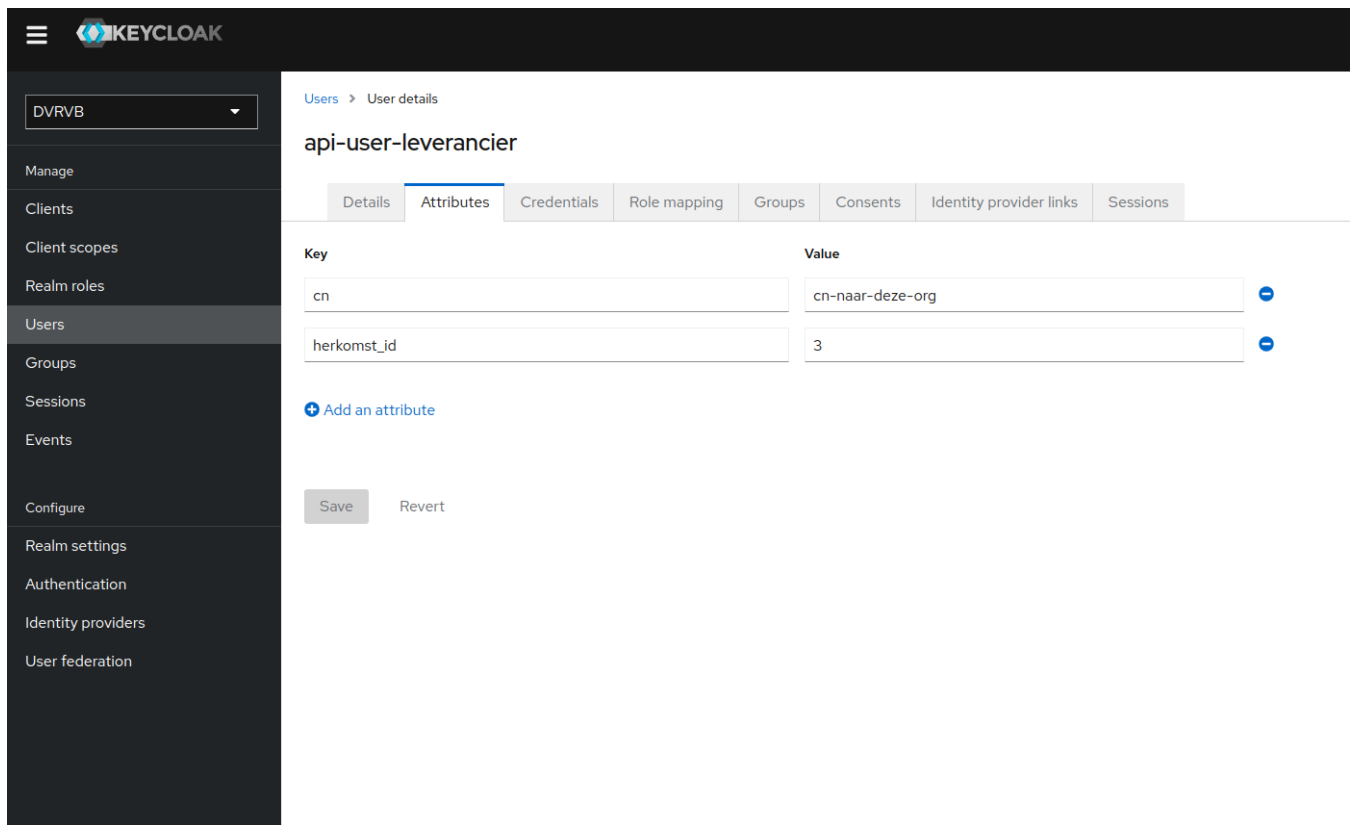 KEYCLOAK
DVRVB
Manage
Clients
Client scopes
Realm roles
Users
Groups
Sessions
Events
Configure
Realm settings
Authentication
Identity providers
User federation
Users > User details
api-user-leverancier
Details Attributes Credentials Role mapping Groups Consents Identity provider links Sessions
Key Value
cn cn-naar-deze-org
herkomst_id 3
Add an attribute
Save Revert